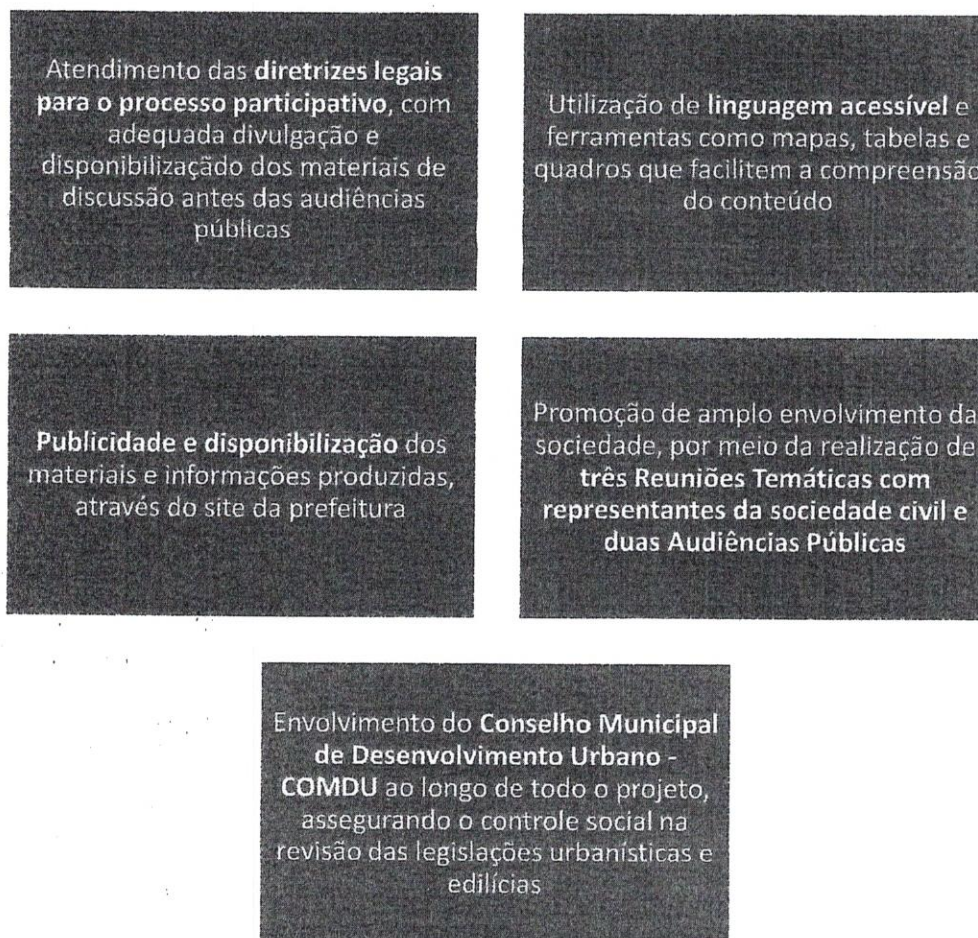 Atendimento das diretrizes legais
para o processo participativo, com
adequada divulgação e
disponibilizaçãdo dos materiais de
discussão antes das audiências
públicas
Utilização de linguagem acessível e
ferramentas como mapas, tabelas e
quadros que facilitem a compreensão
do conteúdo
Publicidade e disponibilização dos
materiais e informações produzidas,
através do site da prefeitura
Promoção de amplo envolvimento da
sociedade, por meio da realização de
três Reuniões Temáticas com
representantes da sociedade civil e
duas Audiências Públicas
Envolvimento do Conselho Municipal
de Desenvolvimento Urbano -
COMDU ao longo de todo o projeto,
assegurando o controle social na
revisão das legislações urbanísticas e
edilícias